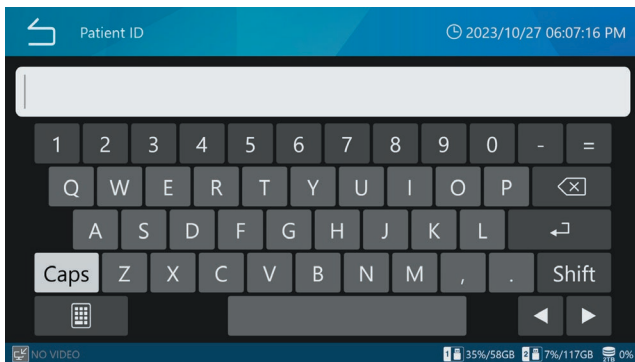 Patient ID 2023/10/27 06:07:16 PM
1 2 3 4 5 6 7 8 9 0 - =
Q W E R T Y U I O P
A S D F G H J K L
Caps Z X C V B N M , . Shift
NO VIDEO 1 35%/58GB 2 7%/117GB 2TB 0%